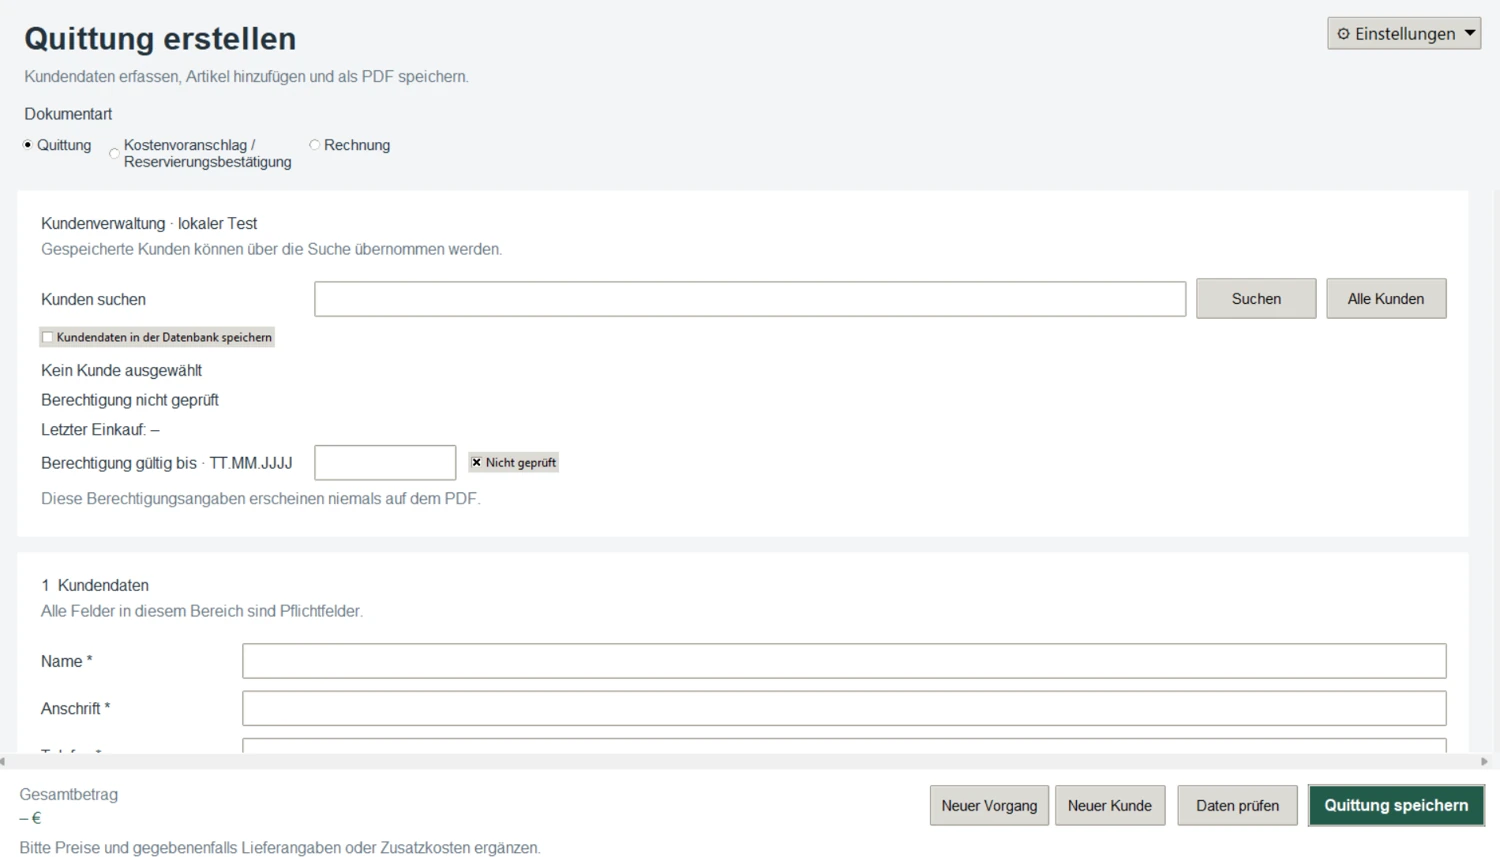 Quittung erstellen
⚙ Einstellungen
Kundendaten erfassen, Artikel hinzufügen und als PDF speichern.
Dokumentart
Quittung
Kostenvoranschlag /
Reservierungsbestätigung
Rechnung
Kundenverwaltung · lokaler Test
Gespeicherte Kunden können über die Suche übernommen werden.
Kunden suchen
Suchen
Alle Kunden
Kundendaten in der Datenbank speichern
Kein Kunde ausgewählt
Berechtigung nicht geprüft
Letzter Einkauf: –
Berechtigung gültig bis · TT.MM.JJJJ
Nicht geprüft
Diese Berechtigungsangaben erscheinen niemals auf dem PDF.
1 Kundendaten
Alle Felder in diesem Bereich sind Pflichtfelder.
Name *
Anschrift *
Gesamtbetrag
– €
Neuer Vorgang
Neuer Kunde
Daten prüfen
Quittung speichern
Bitte Preise und gegebenenfalls Lieferangaben oder Zusatzkosten ergänzen.